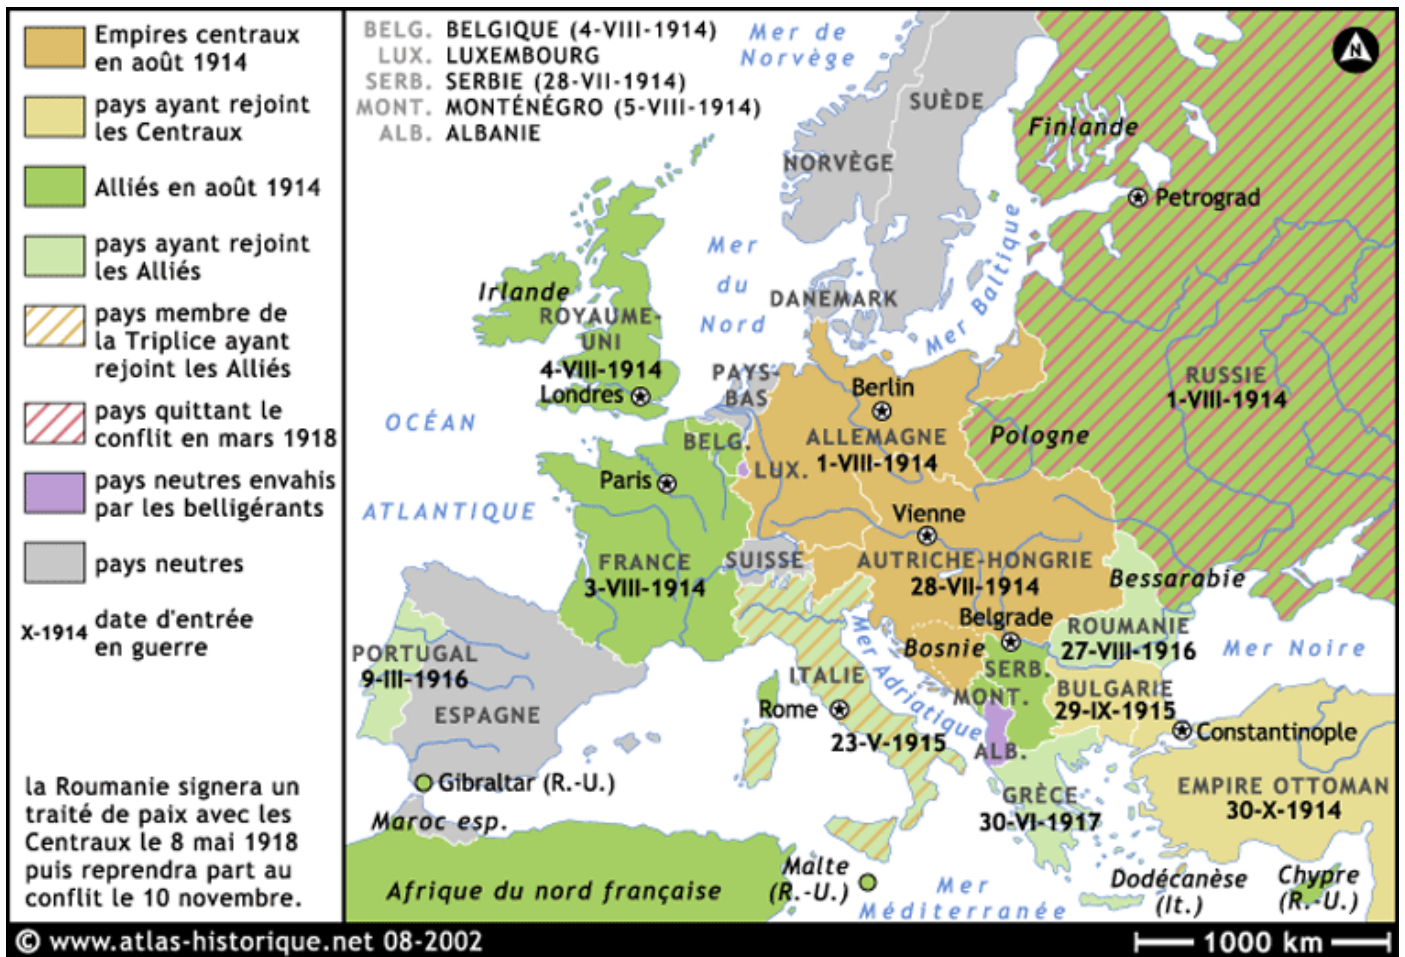 Empires centraux
en août 1914
pays ayant rejoint
les Centraux
Alliés en août 1914
pays ayant rejoint
les Alliés
pays membre de
la Triplice ayant
rejoint les Alliés
pays quittant le
conflit en mars 1918
pays neutres envahis
par les belligérants
pays neutres
X-1914 date d'entrée
en guerre
la Roumanie signera un
traité de paix avec les
Centraux le 8 mai 1918
puis reprendra part au
conflit le 10 novembre.
BELG. BELGIQUE (4-VIII-1914)
LUX. LUXEMBOURG
SERB. SERBIE (28-VII-1914)
MONT. MONTÉNÉGRO (5-VIII-1914)
ALB. ALBANIE
Mer de
Norvège
N
SUÈDE
Finlande
NORVÈGE
Petrograd
Mer
du
Nord
Mer Baltique
Irlande
DANEMARK
ROYAUME-
UNI
4-VIII-1914
Londres
PAYS-
BAS
Berlin
RUSSIE
1-VIII-1914
OCÉAN
ATLANTIQUE
BELG.
ALLEMAGNE
1-VIII-1914
Pologne
LUX.
Paris
Vienne
FRANCE
3-VIII-1914
SUISSE
AUTRICHE-HONGRIE
28-VII-1914
Bessarabie
Belgrade
Bosnie
ROUMANIE
27-VIII-1916
Mer Noire
PORTUGAL
9-III-1916
ESPAGNE
ITALIE
Rome
23-V-1915
Mer Adriatique
SERB.
MONT.
ALB.
BULGARIE
29-IX-1915
Constantinople
EMPIRE OTTOMAN
30-X-1914
GRÈCE
30-VI-1917
Gibraltar (R.-U.)
Maroc esp.
Afrique du nord française
Malte
(R.-U.)
Mer
Méditerranée
Dodécanèse
(It.)
Chypre
(R.-U.)
© www.atlas-historique.net 08-2002
1000 km